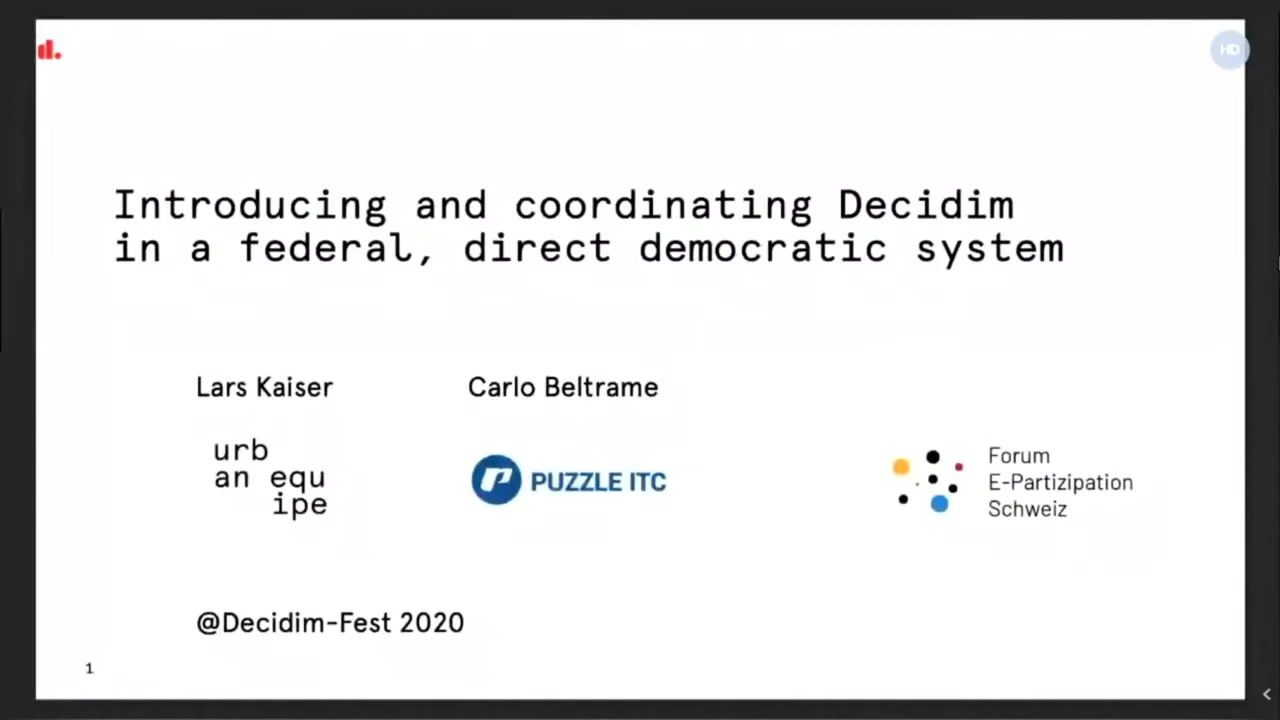 d.
HD
Introducing and coordinating Decidim
in a federal, direct democratic system
Lars Kaiser
Carlo Beltrame
urb
an equ
ipe
PUZZLE ITC
Forum
E-Partizipation
Schweiz
@Decidim-Fest 2020
1